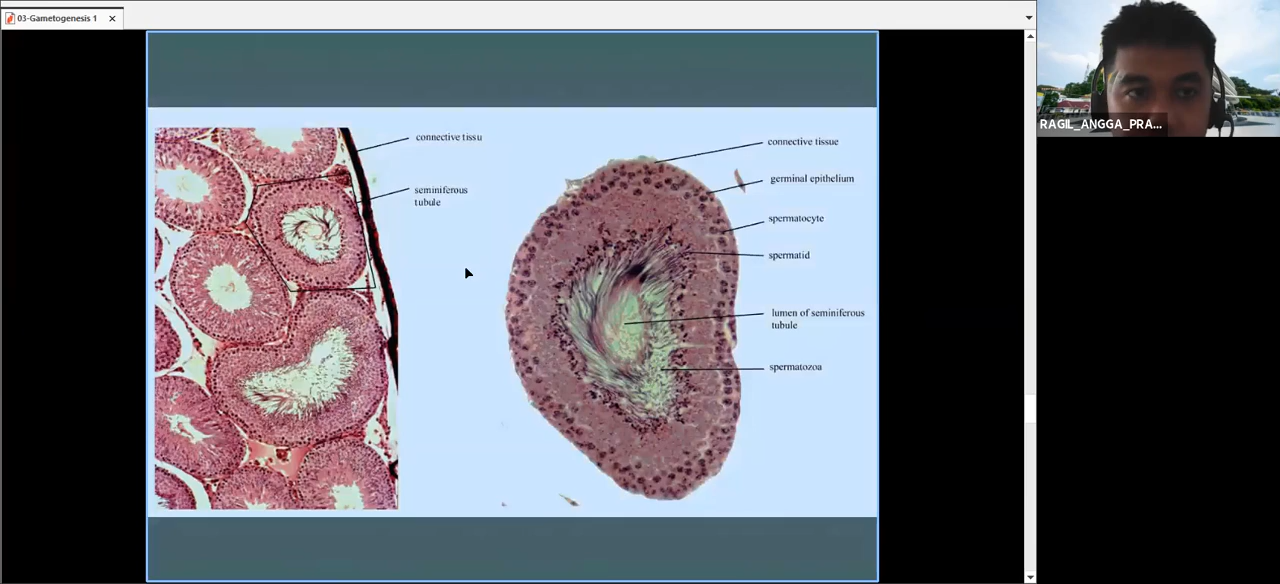 03-Gametogenesis 1
connective tissu
seminiferous
tubule
connective tissue
germinal epithelium
spermatocyte
spermatid
lumen of seminiferous
tubule
spermatozoa
RAGIL_ANGGA_PRA...